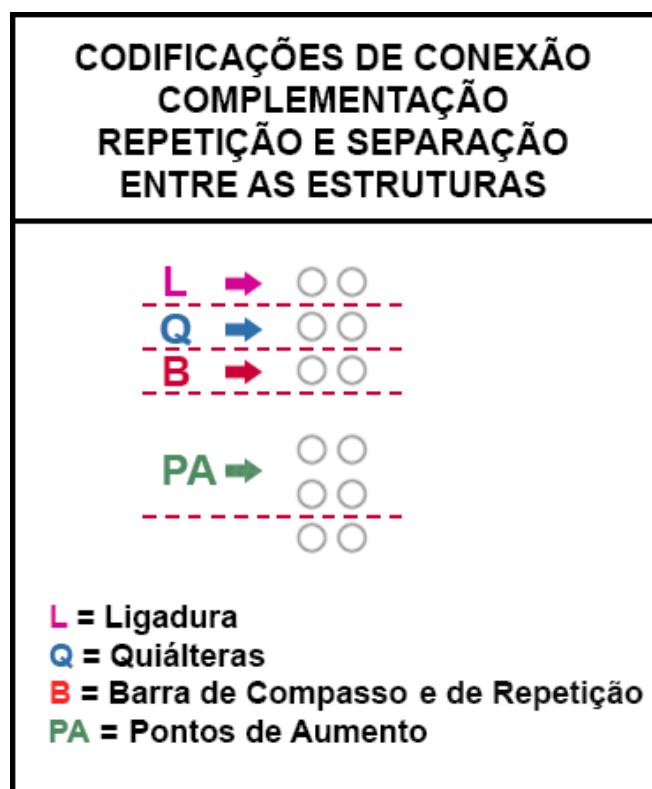 CODIFICAÇÕES DE CONEXÃO
COMPLEMENTAÇÃO
REPETIÇÃO E SEPARAÇÃO
ENTRE AS ESTRUTURAS
L
Q
B
PA
L = Ligadura
Q = Quiálteras
B = Barra de Compasso e de Repetição
PA = Pontos de Aumento